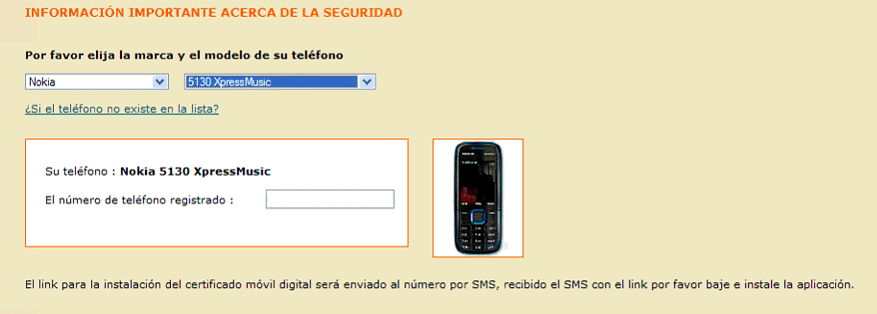 INFORMACIÓN IMPORTANTE ACERCA DE LA SEGURIDAD
Por favor elija la marca y el modelo de su teléfono
Nokia 5130 XpressMusic
¿Si el teléfono no existe en la lista?
Su teléfono : Nokia 5130 XpressMusic
El número de teléfono registrado :
El link para la instalación del certificado móvil digital será enviado al número por SMS, recibido el SMS con el link por favor baje e instale la aplicación.